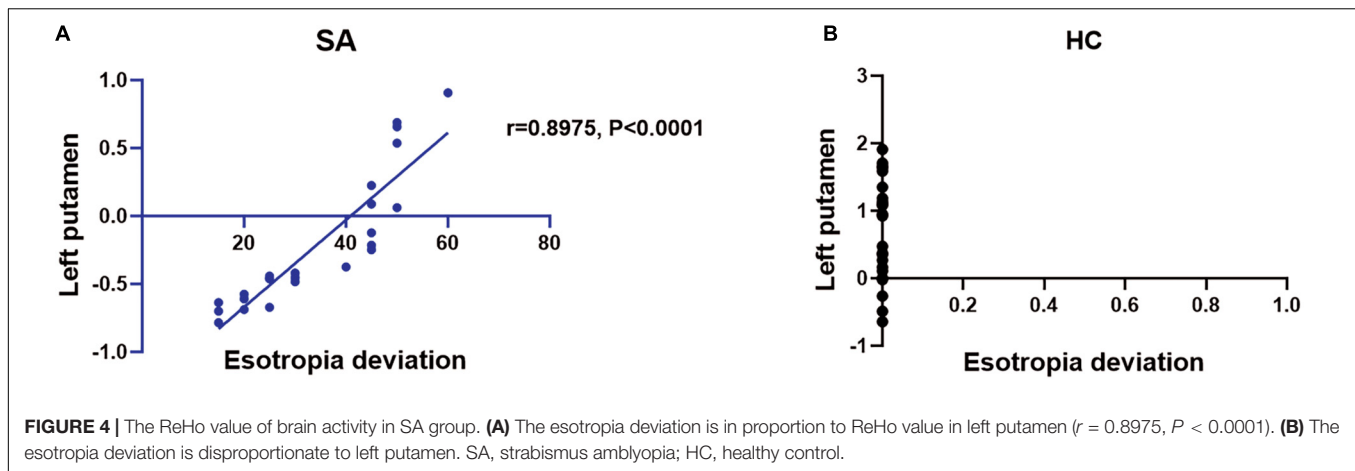 A
SA
1.0
0.5
0.0
-0.5
-1.0
Left putamen
20
40
60
80
Esotropia deviation
r=0.8975, P<0.0001
B
HC
3
2
1
0
-1
Left putamen
0.2
0.4
0.6
0.8
1.0
Esotropia deviation
FIGURE 4 | The ReHo value of brain activity in SA group. (A) The esotropia deviation is in proportion to ReHo value in left putamen (r = 0.8975, P < 0.0001). (B) The
esotropia deviation is disproportionate to left putamen. SA, strabismus amblyopia; HC, healthy control.